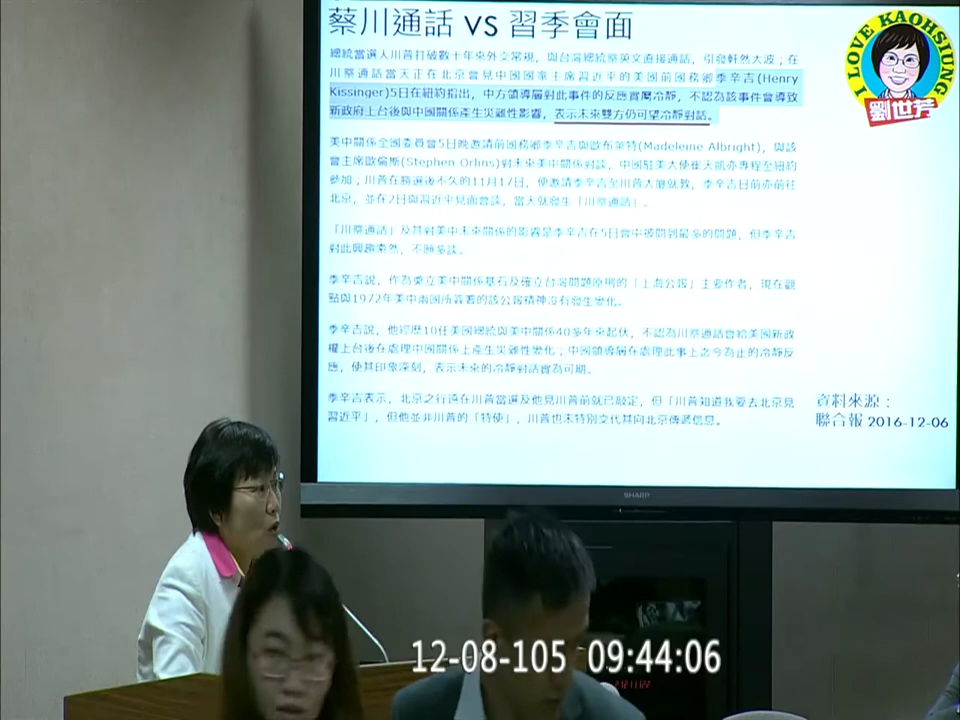 蔡川通話 VS 習季會面
I LOVE KAOHSIUNG
劉世芳
總統當選人川普打破數十年來外交常規，與台灣總統蔡英文直接通話，引發軒然大波；在
川蔡通話當天正在北京會見中國國家主席習近平的美國前國務卿季辛吉(Henry
Kissinger)5日在紐約指出，中方領導層對此事件的反應實屬冷靜，不認為該事件會導致
新政府上台後與中國關係產生災難性影響，表示未來雙方仍可望冷靜對話。
美中關係全國委員會5日晚邀請前國務卿季辛吉與歐布萊特(Madeleine Albright)，與該
會主席歐倫斯(Stephen Orlins)對未來美中關係對談，中國駐美大使崔天凱亦專程至紐約
參加；川普在勝選後不久的11月17日，便邀請季辛吉至川普大廈就教，季辛吉日前亦前往
北京，並在2日與習近平見面會談，當天就發生「川蔡通話」。
「川蔡通話」及其對美中未來關係的影響是季辛吉在5日會中被問到最多的問題，但季辛吉
對此興趣索然，不願多談。
季辛吉說，作為奠立美中關係基石及確立台灣問題原則的「上海公報」主要作者，現在觀
點與1972年美中兩國所簽署的該公報精神沒有發生變化。
季辛吉說，他經歷10任美國總統與美中關係40多年來起伏，不認為川蔡通話會給美國新政
權上台後在處理中國關係上產生災難性變化；中國領導層在處理此事上迄今為止的冷靜反
應，使其印象深刻，表示未來的冷靜對話實為可期。
季辛吉表示，北京之行遠在川普當選及他見川普前就已敲定，但「川普知道我要去北京見
習近平」，但他並非川普的「特使」，川普也未特別交代其向北京傳遞信息。
資料來源：
聯合報 2016-12-06
SHARP
12-08-105 09:44:06